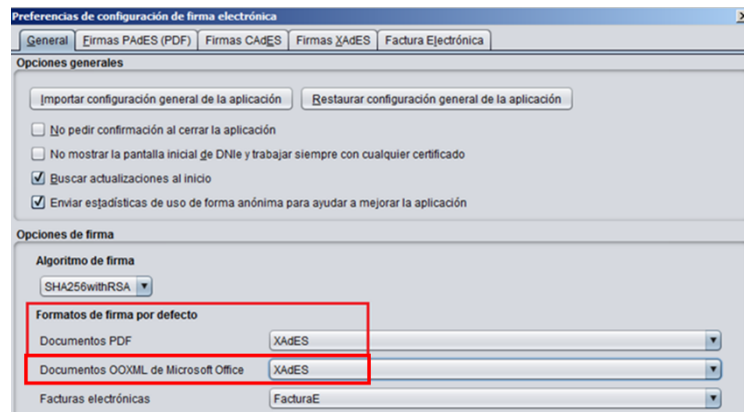 Preferencias de configuración de firma electrónica
General Firmas PAdES (PDF) Firmas CAdES Firmas XAdES Factura Electrónica
Opciones generales
Importar configuración general de la aplicación Restaurar configuración general de la aplicación
No pedir confirmación al cerrar la aplicación
No mostrar la pantalla inicial de DNIe y trabajar siempre con cualquier certificado
Buscar actualizaciones al inicio
Enviar estadísticas de uso de forma anónima para ayudar a mejorar la aplicación
Opciones de firma
Algoritmo de firma
SHA256withRSA
Formatos de firma por defecto
Documentos PDF XAdES
Documentos OOXML de Microsoft Office XAdES
Facturas electrónicas FacturaE